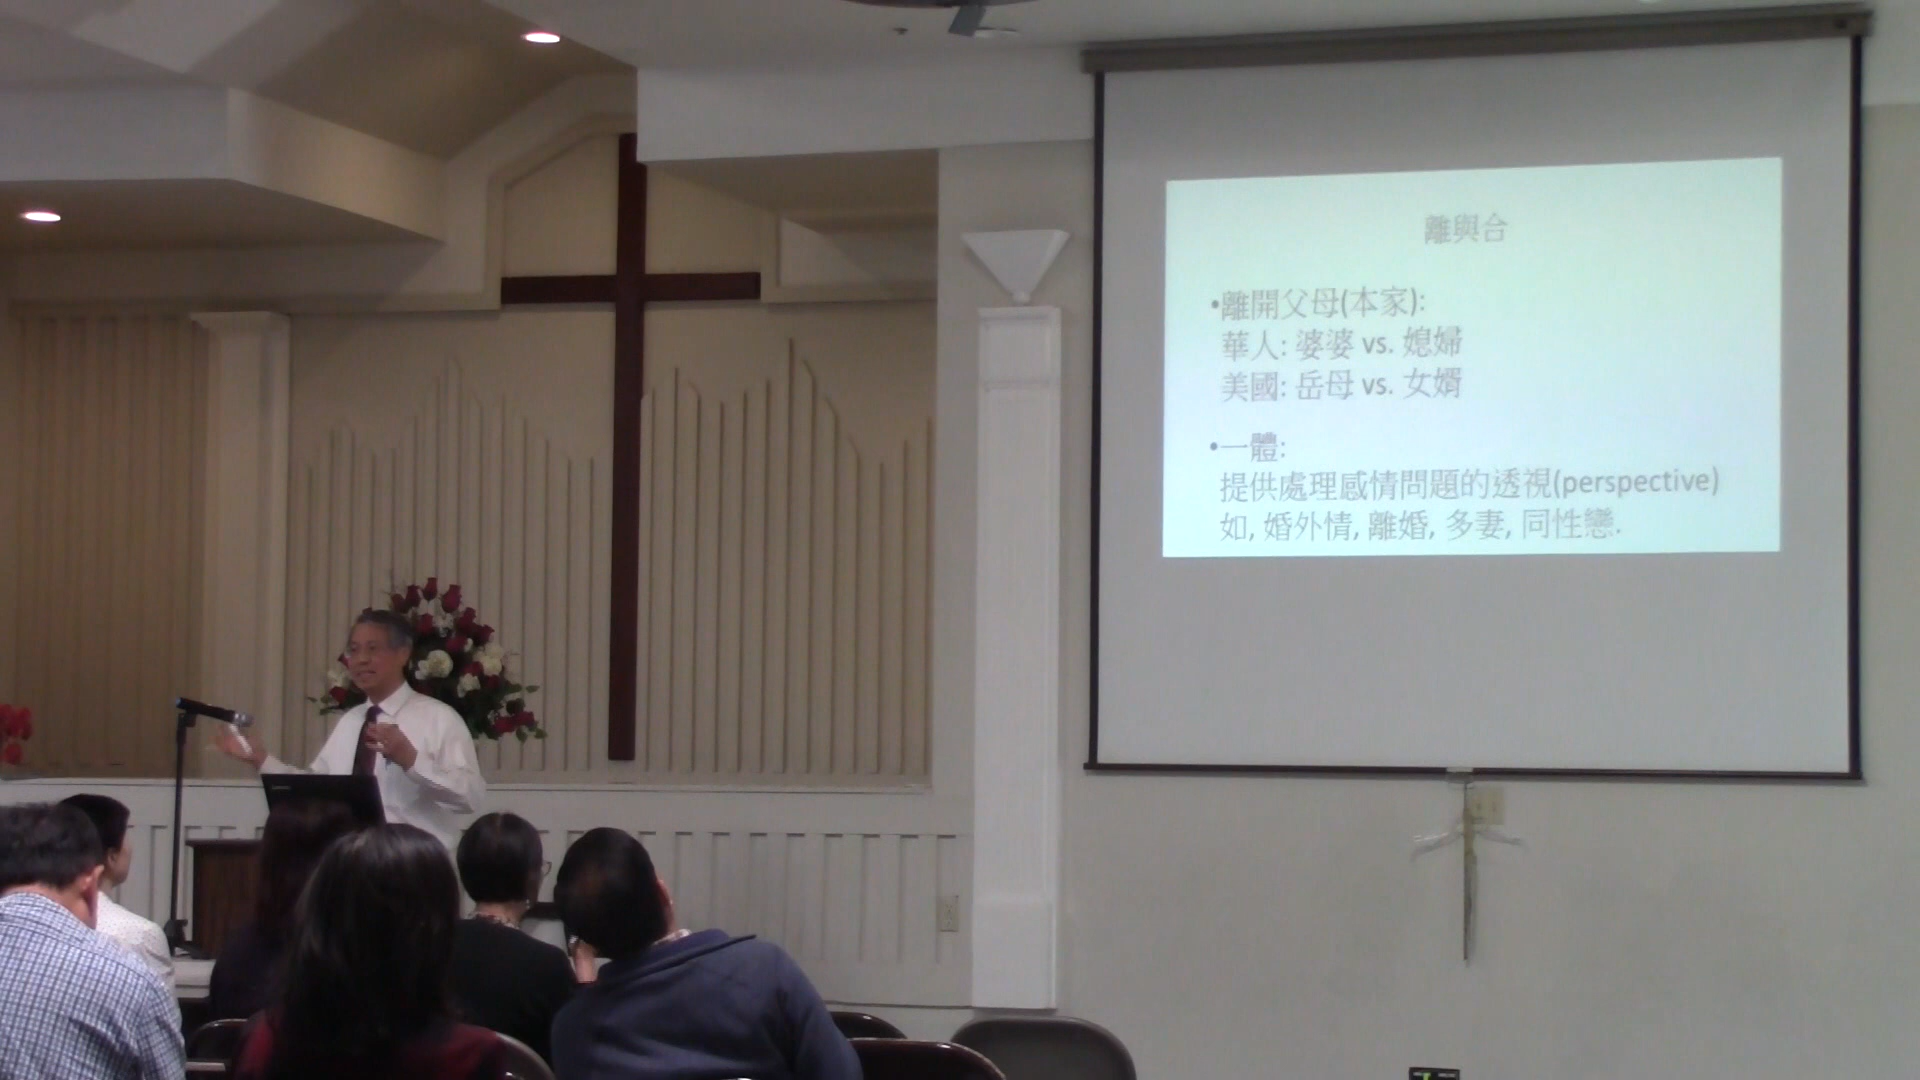 離與合
•離開父母(本家):
華人: 婆婆 vs. 媳婦
美國: 岳母 vs. 女婿
•一體:
提供處理感情問題的透視(perspective)
如, 婚外情, 離婚, 多妻, 同性戀.